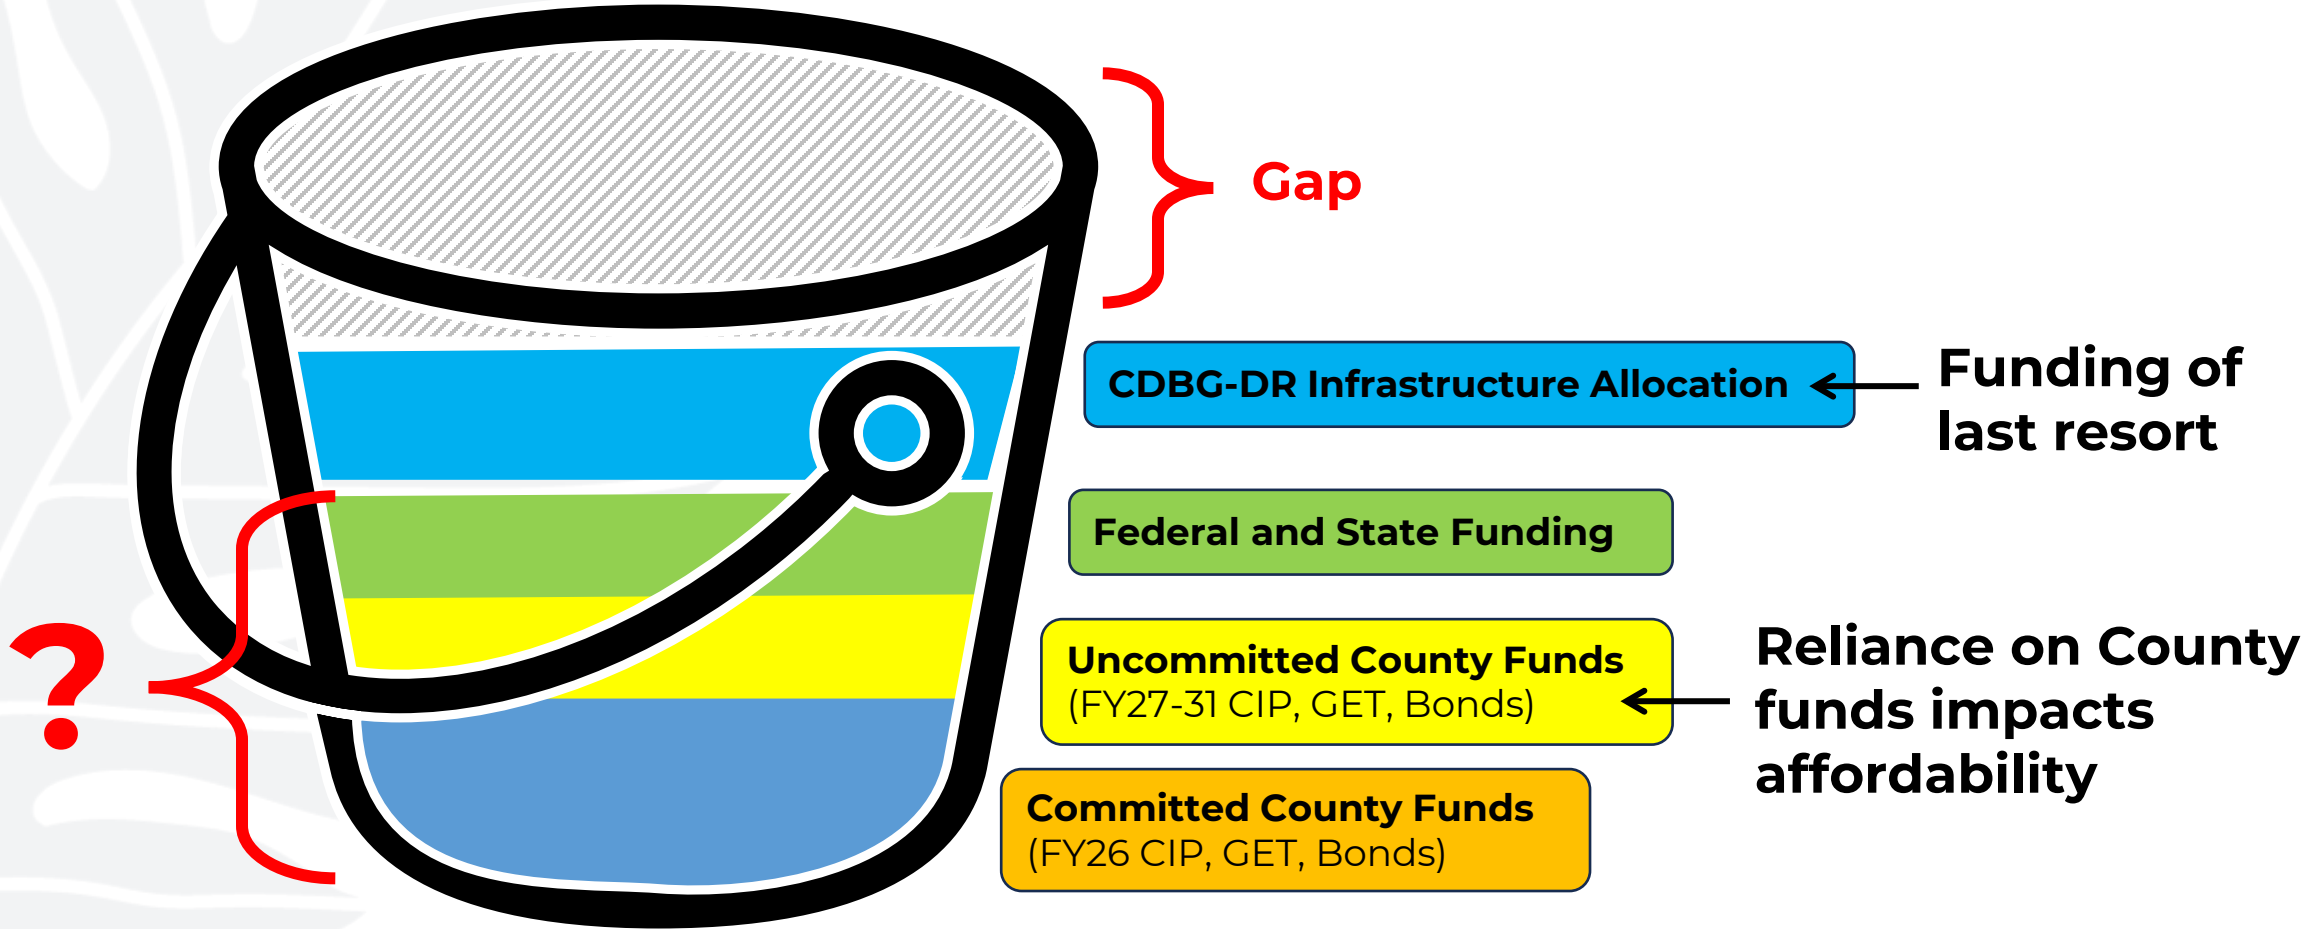 Gap
CDBG-DR Infrastructure Allocation
Funding of
last resort
Federal and State Funding
?
Uncommitted County Funds
(FY27-31 CIP, GET, Bonds)
Reliance on County
funds impacts
affordability
Committed County Funds
(FY26 CIP, GET, Bonds)